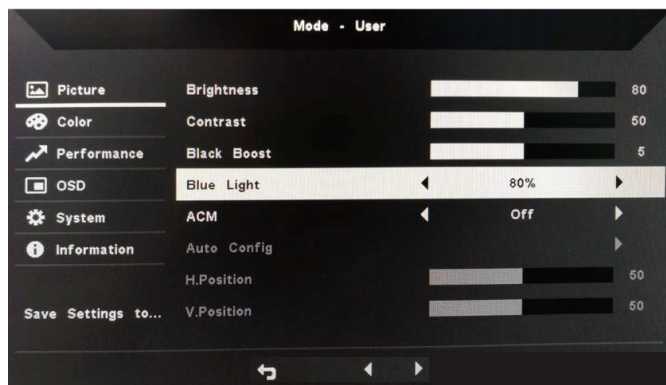 Mode - User
Picture
Color
Performance
OSD
System
Information
Save Settings to...
Brightness 80
Contrast 50
Black Boost 5
Blue Light 80%
ACM Off
Auto Config
H.Position 50
V.Position 50